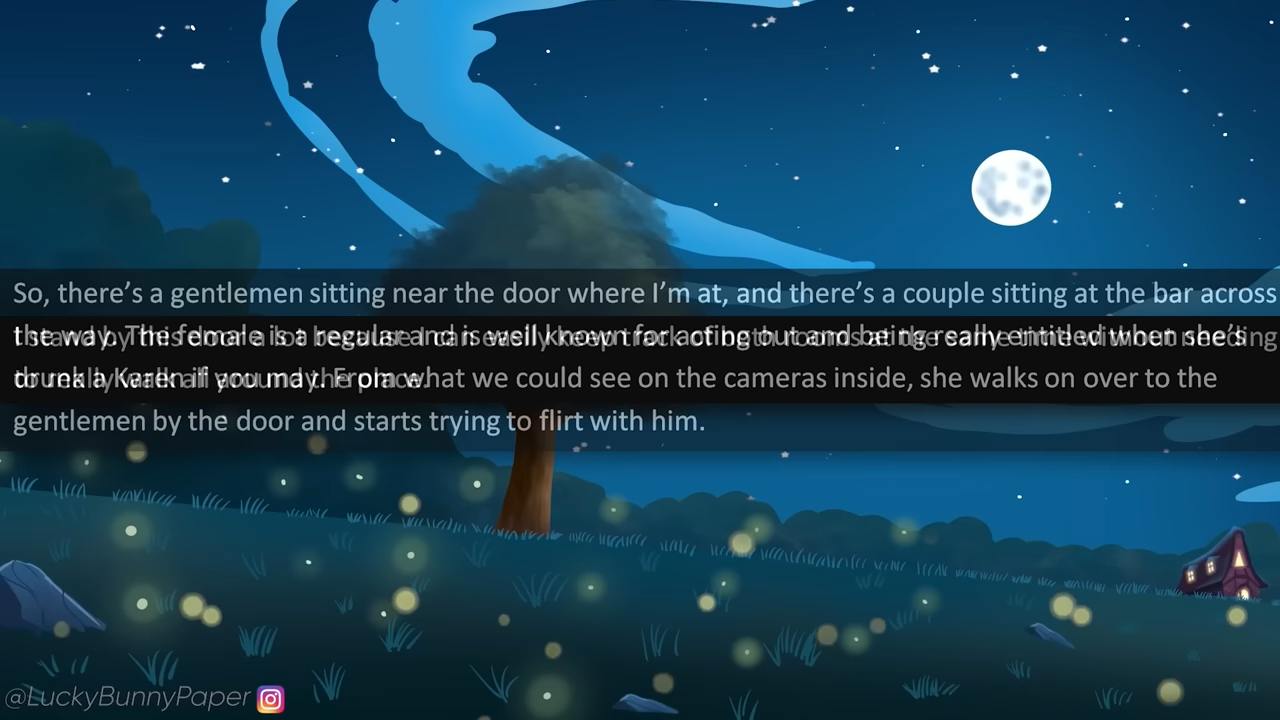 So, there’s a gentlemen sitting near the door where I’m at, and there’s a couple sitting at the bar across
the way. The female is a regular and is well known for acting out and being really entitled when she’s
drunk a Karen if you may. From what we could see on the cameras inside, she walks on over to the
gentlemen by the door and starts trying to flirt with him.
@LuckyBunnyPaper